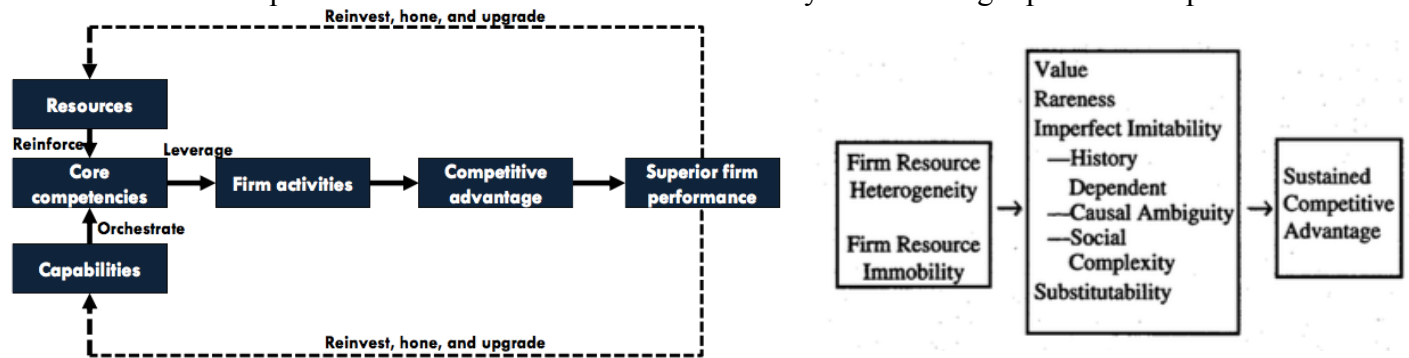 Reinvest, hone, and upgrade
Resources
Reinforce
Leverage
Core
competencies
Firm activities
Competitive
advantage
Superior firm
performance
Orchestrate
Capabilities
Reinvest, hone, and upgrade
Firm Resource
Heterogeneity
Firm Resource
Immobility
Value
Rareness
Imperfect Imitability
—History
Dependent
—Causal Ambiguity
—Social
Complexity
Substitutability
Sustained
Competitive
Advantage